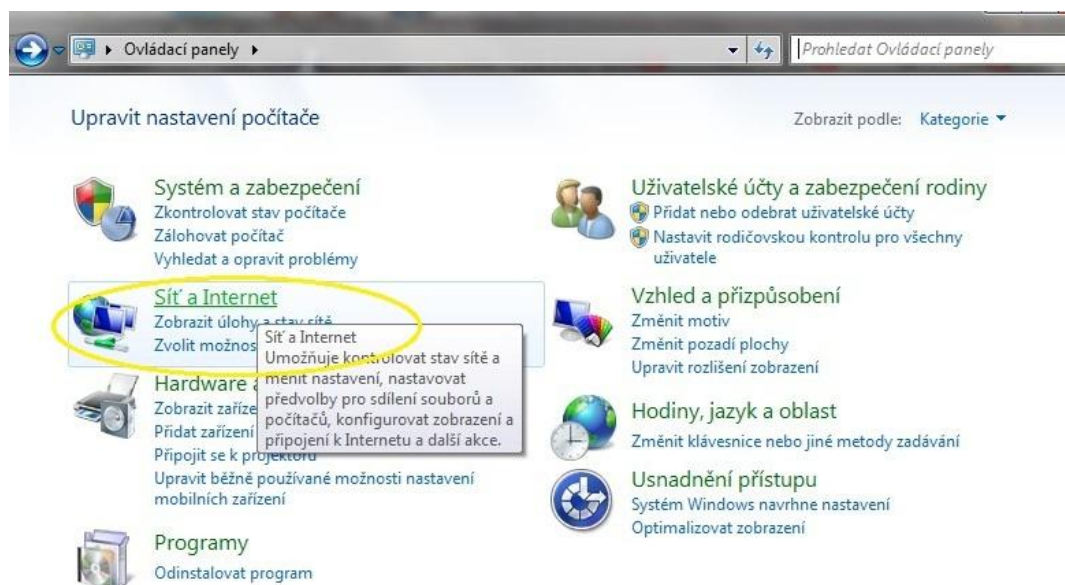 Ovládací panely
Prohledat Ovládací panely
Upravit nastavení počítače
Zobrazit podle: Kategorie
Systém a zabezpečení
Zkontrolovat stav počítače
Zálohovat počítač
Vyhledat a opravit problémy
Síť a Internet
Zobrazit úlohy a stav sítě
Zvolit
Síť a Internet
Umožňuje kontrolovat stav sítě a
měnit nastavení, nastavovat
předvolby pro sdílení souborů a
počítačů, konfigurovat zobrazení a
připojení k Internetu a další akce.
Hardware
Zobrazit
Přidat zařízení
Připojit se k projektoru
Upravit běžně používané možnosti nastavení
mobilních zařízení
Programy
Odinstalovat program
Uživatelské účty a zabezpečení rodiny
Přidat nebo odebrat uživatelské účty
Nastavit rodičovskou kontrolu pro všechny
uživatele
Vzhled a přizpůsobení
Změnit motiv
Změnit pozadí plochy
Upravit rozlišení zobrazení
Hodiny, jazyk a oblast
Změnit klávesnice nebo jiné metody zadávání
Usnadnění přístupu
Systém Windows navrhne nastavení
Optimalizovat zobrazení